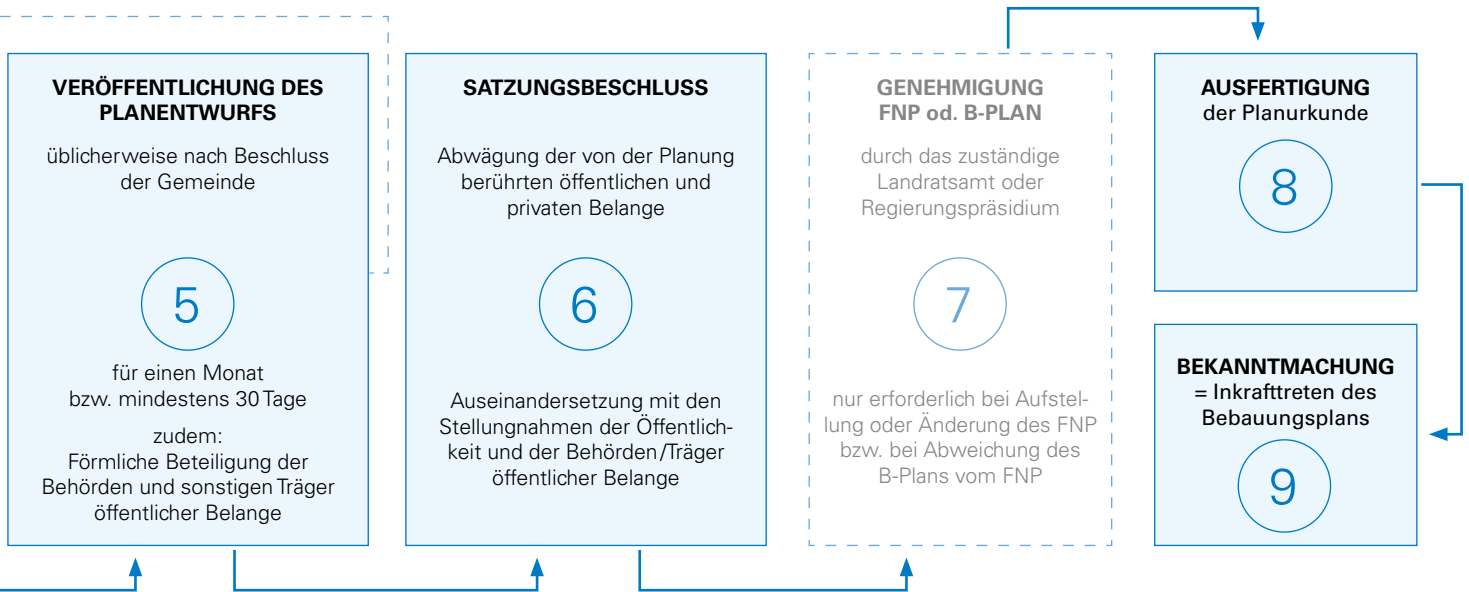 VERÖFFENTLICHUNG DES
PLANENTWURFS
üblicherweise nach Beschluss
der Gemeinde
5
für einen Monat
bzw. mindestens 30 Tage
zudem:
Förmliche Beteiligung der
Behörden und sonstigen Träger
öffentlicher Belange
SATZUNGSBESCHLUSS
Abwägung der von der Planung
berührten öffentlichen und
privaten Belange
6
Auseinandersetzung mit den
Stellungnahmen der Öffentlich-
keit und der Behörden/Träger
öffentlicher Belange
GENEHMIGUNG
FNP od. B-PLAN
durch das zuständige
Landratsamt oder
Regierungspräsidium
7
nur erforderlich bei Aufstel-
lung oder Änderung des FNP
bzw. bei Abweichung des
B-Plans vom FNP
AUSFERTIGUNG
der Planurkunde
8
BEKANNTMACHUNG
= Inkrafttreten des
Bebauungsplans
9